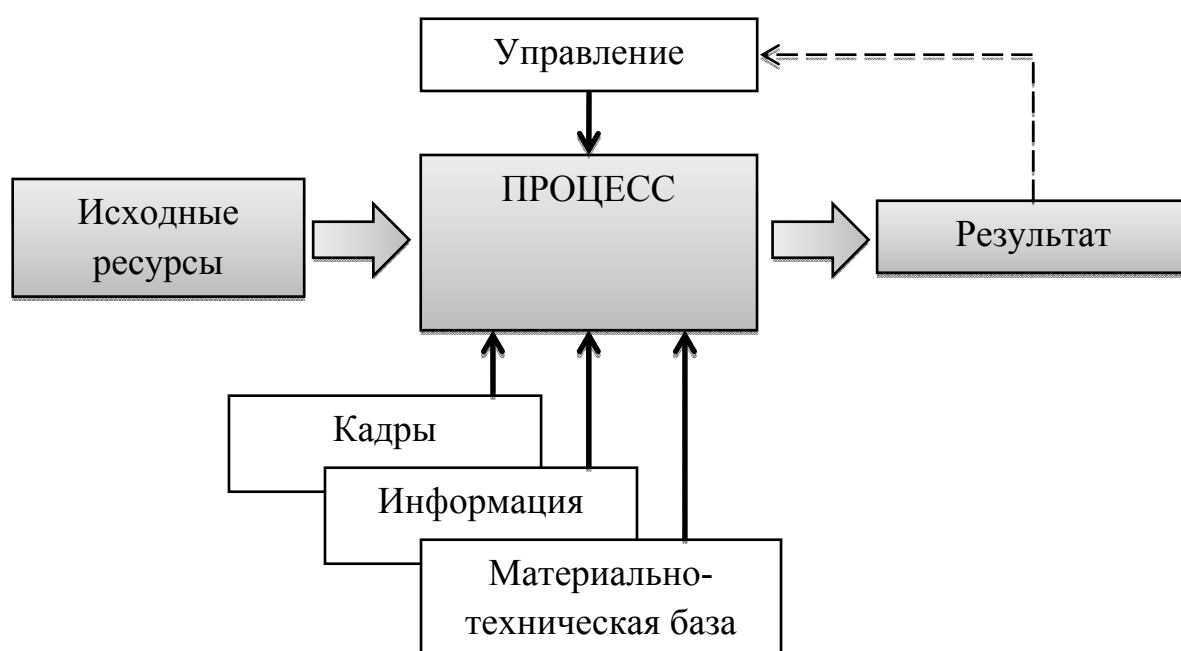 Управление
ПРОЦЕСС
Исходные
ресурсы
Результат
Кадры
Информация
Материально-
техническая база